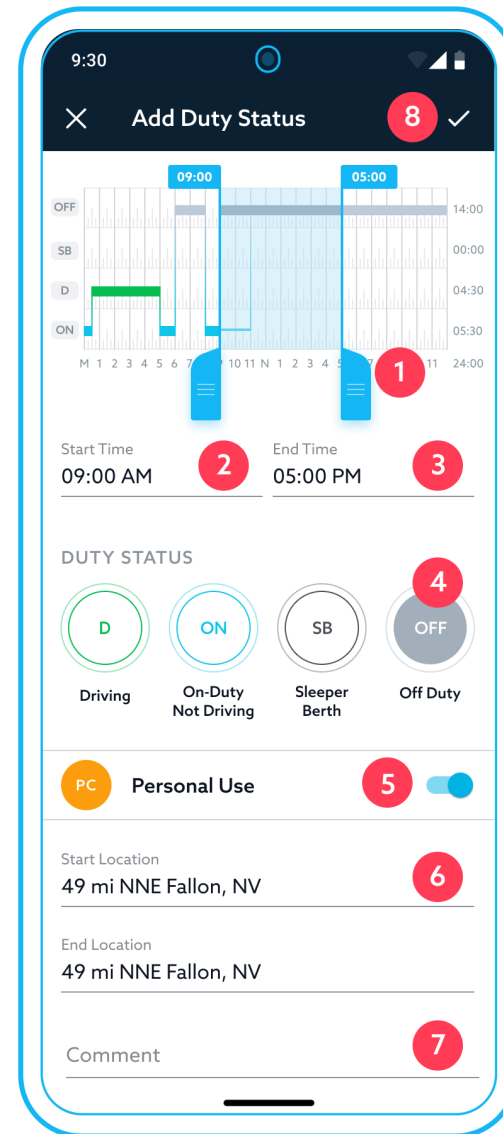 9:30
Add Duty Status 8
09:00 05:00
OFF 14:00
SB 00:00
D 04:30
ON 05:30
M 1 2 3 4 5 6 7 10 11 N 1 2 3 4 11 24:00
1
Start Time End Time
09:00 AM 2 05:00 PM 3
DUTY STATUS
4
D ON SB OFF
Driving On-Duty Sleeper Off Duty
Not Driving Berth
PC Personal Use 5
Start Location
49 mi NNE Fallon, NV 6
End Location
49 mi NNE Fallon, NV
Comment 7